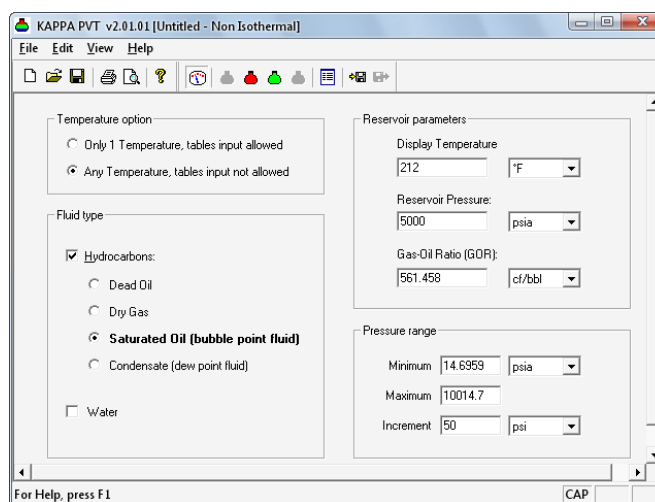 KAPPA PVT v2.01.01 [Untitled - Non Isothermal]
File Edit View Help
Temperature option
Only 1 Temperature, tables input allowed
Any Temperature, tables input not allowed
Fluid type
Hydrocarbons:
Dead Oil
Dry Gas
Saturated Oil (bubble point fluid)
Condensate (dew point fluid)
Water
Reservoir parameters
Display Temperature
212 °F
Reservoir Pressure:
5000 psia
Gas-Oil Ratio (GOR):
561.458 cf/bbl
Pressure range
Minimum 14.6959 psia
Maximum 10014.7
Increment 50 psi
For Help, press F1 CAP